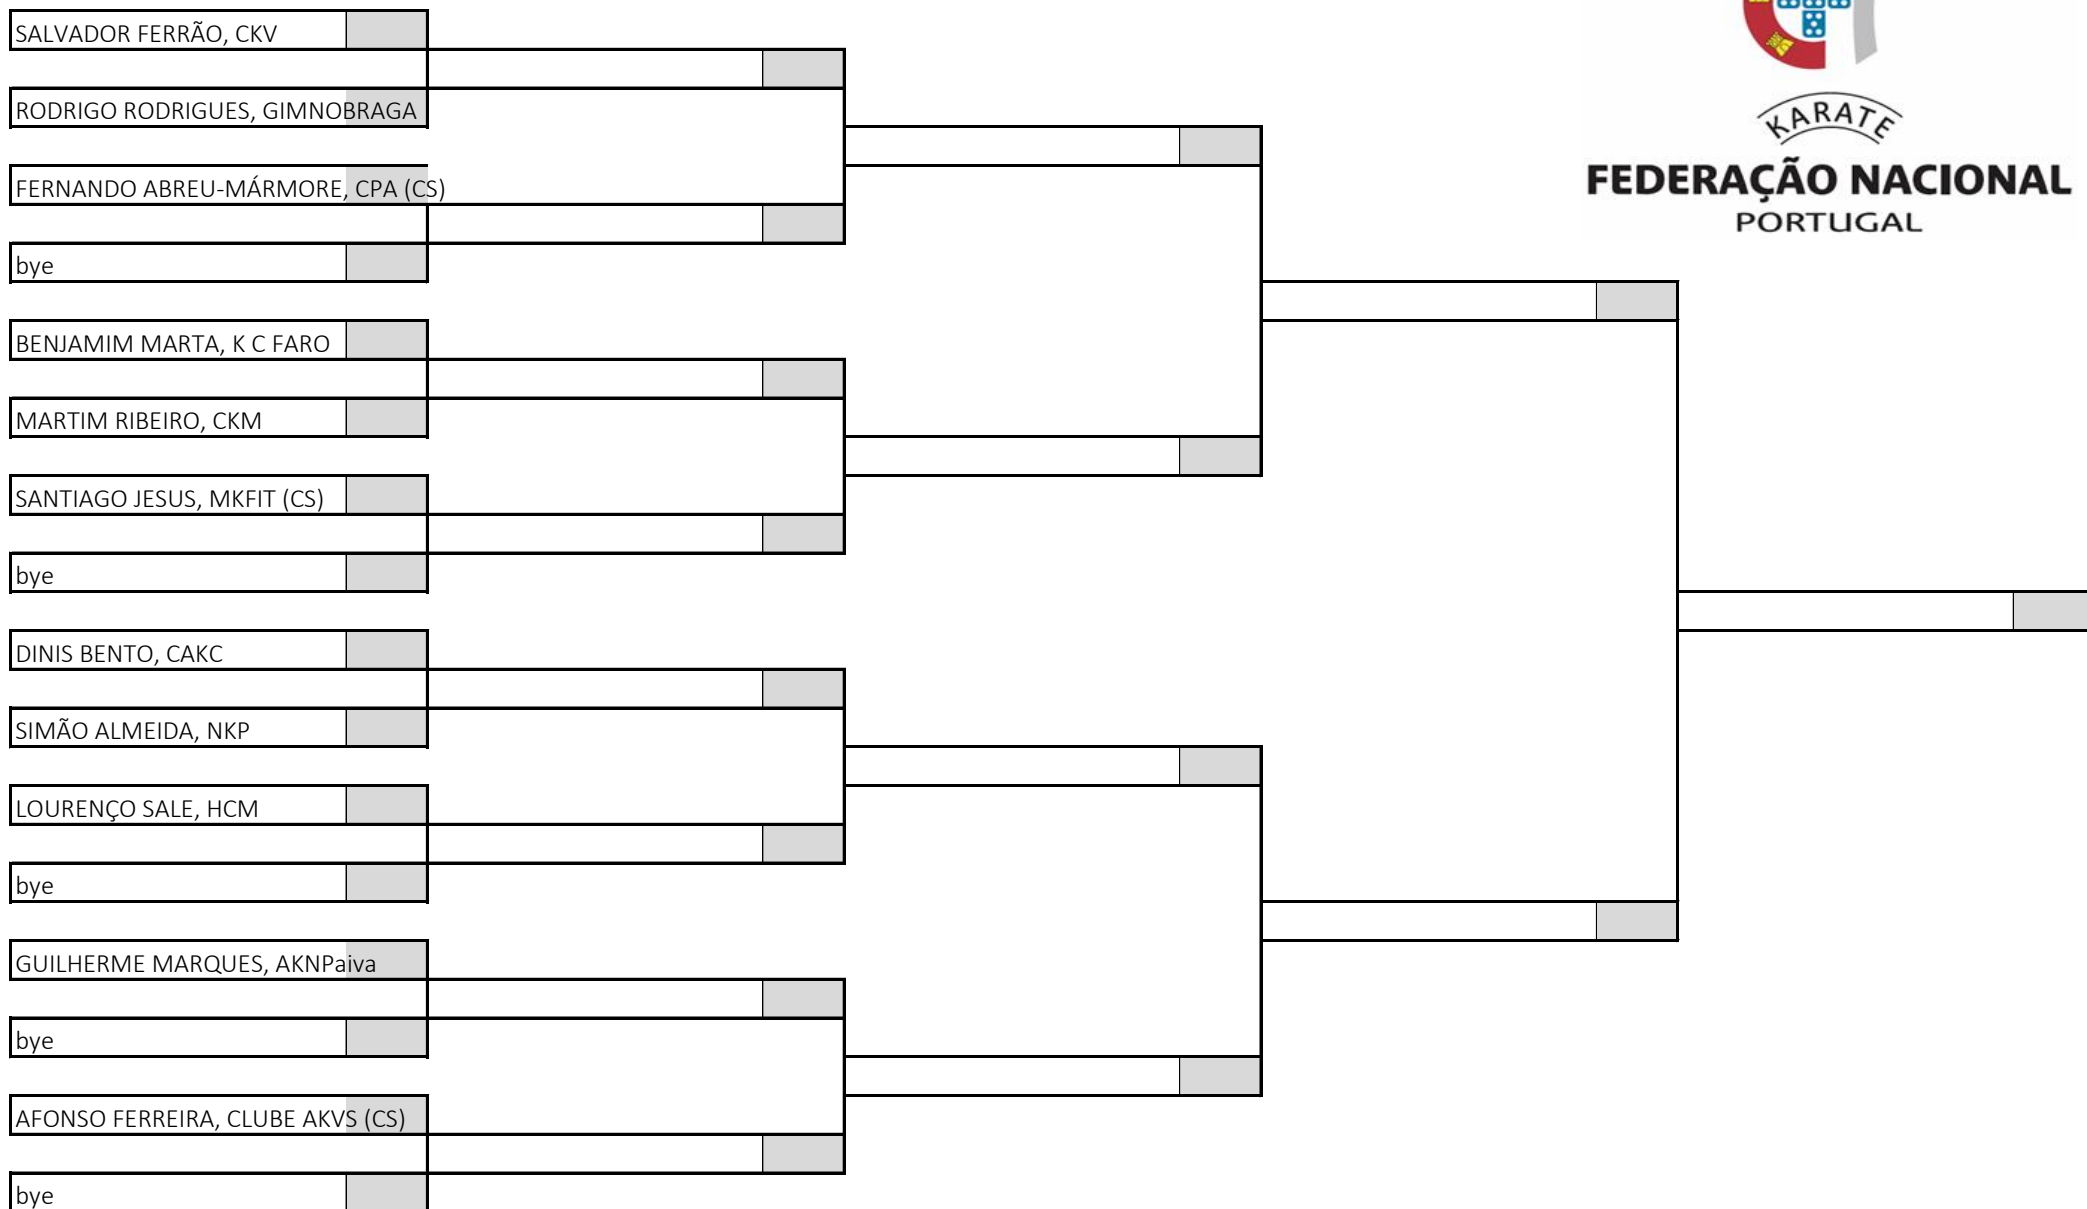 SALVADOR FERRÃO, CKV
RODRIGO RODRIGUES, GIMNOBRAGA
FERNANDO ABREU-MÁRMORE, CPA (CS)
bye
BENJAMIM MARTA, K C FARO
MARTIM RIBEIRO, CKM
SANTIAGO JESUS, MKFIT (CS)
bye
DINIS BENTO, CAKC
SIMÃO ALMEIDA, NKP
LOURENÇO SALE, HCM
bye
GUILHERME MARQUES, AKNPaiva
bye
AFONSO FERREIRA, CLUBE AKVS (CS)
bye
KARATE
FEDERAÇÃO NACIONAL
PORTUGAL